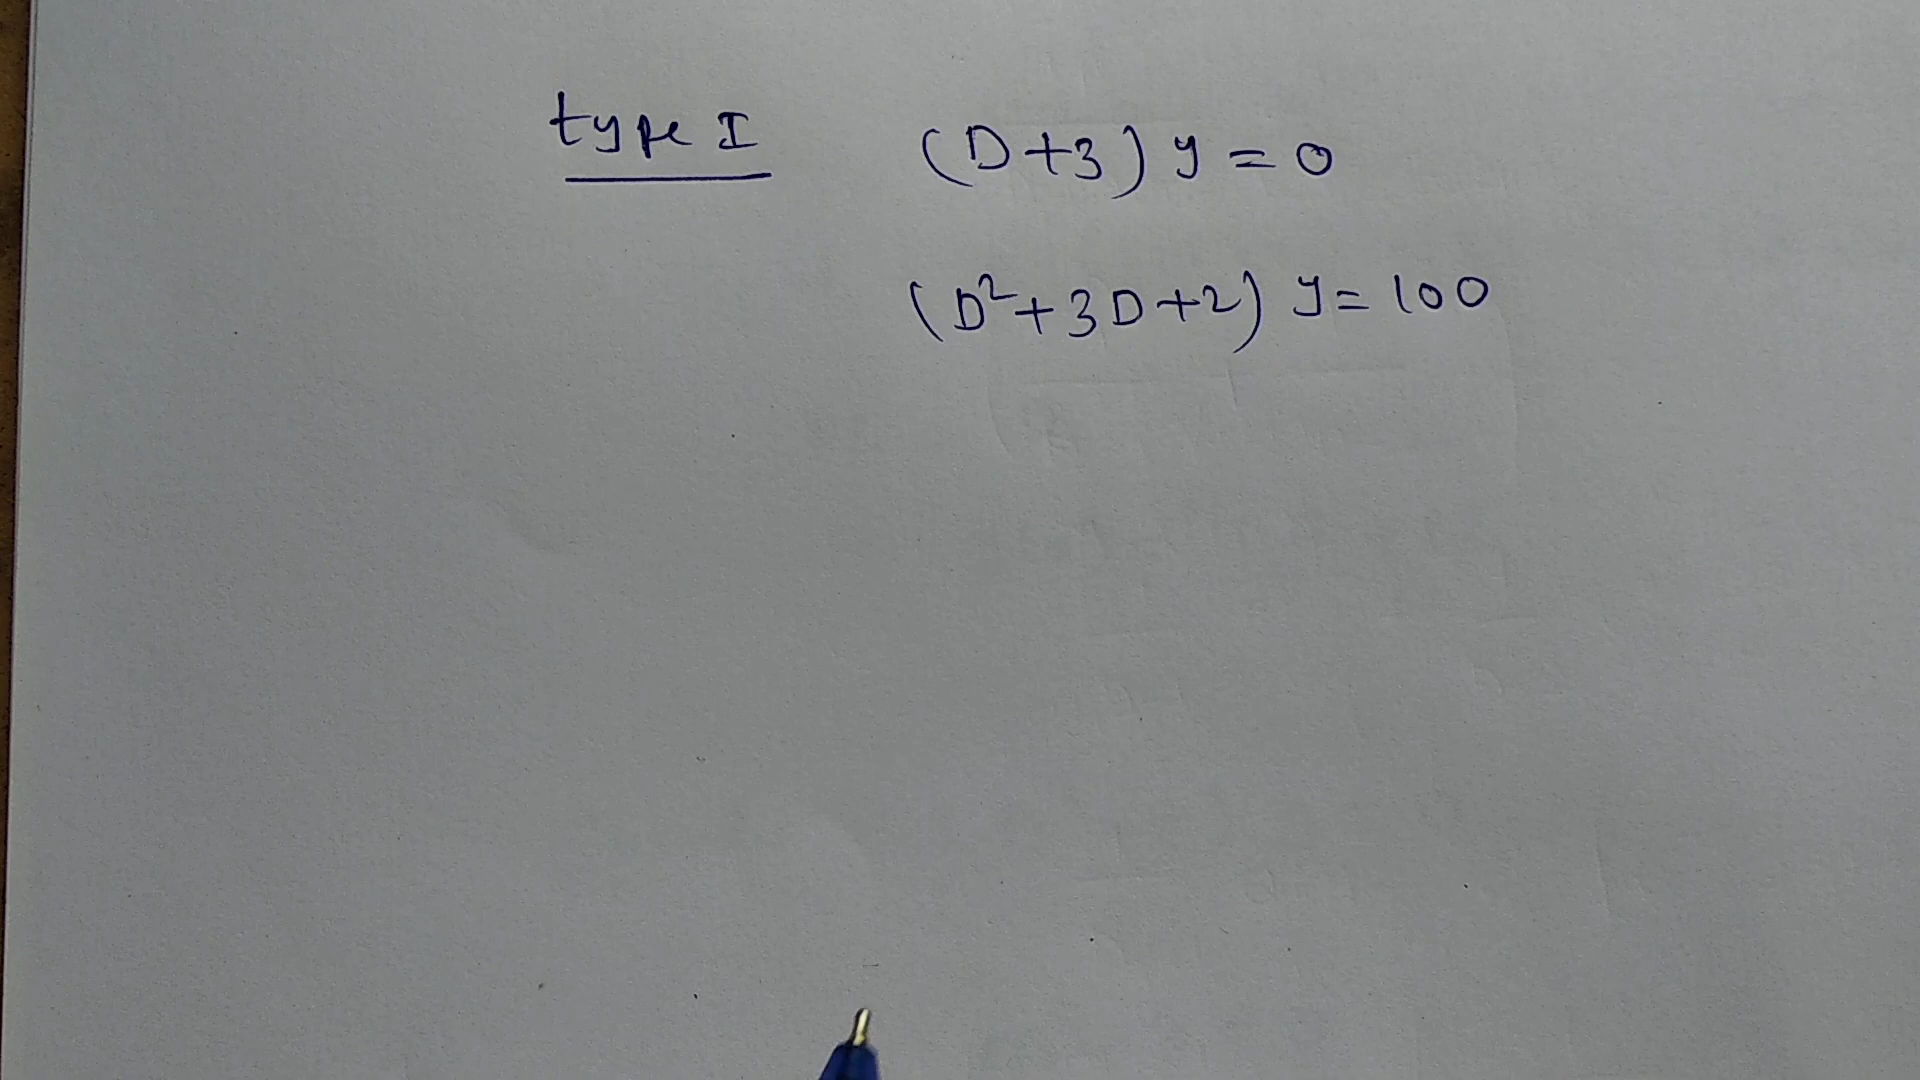 type I (D+3) y = 0
(D²+3D+2) y = 100